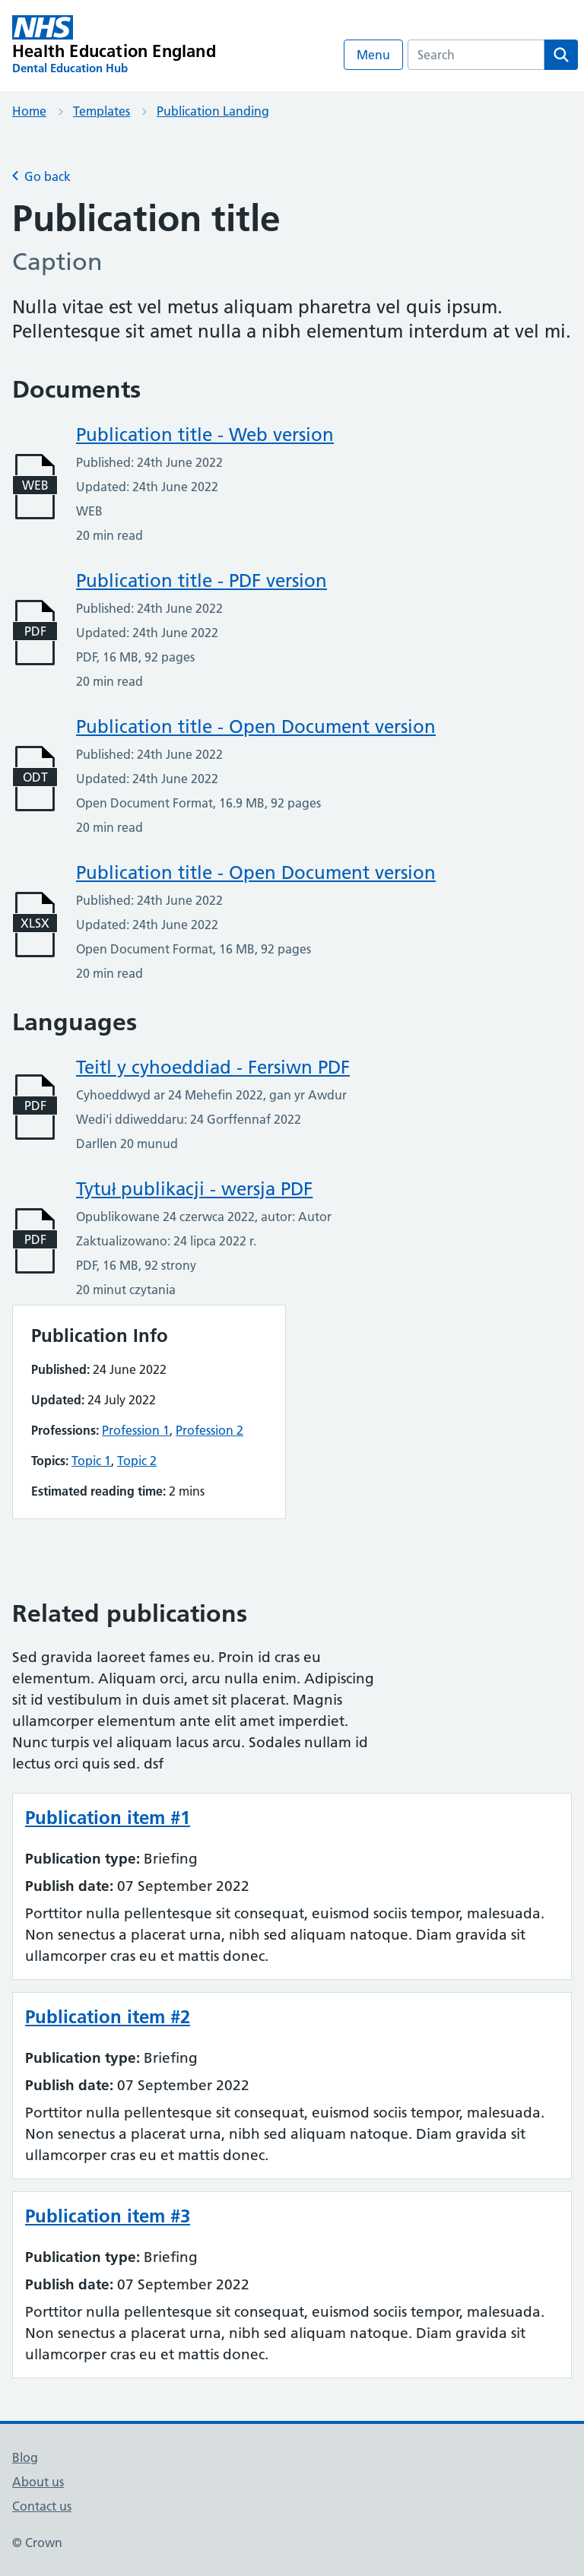 NHS
Health Education England
Dental Education Hub
Menu
Search
Home
Templates
Publication Landing
Go back
Publication title
Caption
Nulla vitae est vel metus aliquam pharetra vel quis ipsum.
Pellentesque sit amet nulla a nibh elementum interdum at vel mi.
Documents
Publication title - Web version
Published: 24th June 2022
WEB
Updated: 24th June 2022
WEB
20 min read
Publication title - PDF version
Published: 24th June 2022
PDF
Updated: 24th June 2022
PDF, 16 MB, 92 pages
20 min read
Publication title - Open Document version
Published: 24th June 2022
ODT
Updated: 24th June 2022
Open Document Format, 16.9 MB, 92 pages
20 min read
Publication title - Open Document version
Published: 24th June 2022
XLSX
Updated: 24th June 2022
Open Document Format, 16 MB, 92 pages
20 min read
Languages
Teitl y cyhoeddiad - Fersiwn PDF
Cyhoeddwyd ar 24 Mehefin 2022, gan yr Awdur
PDF
Wedi'i ddiweddaru: 24 Gorffennaf 2022
Darllen 20 munud
Tytuł publikacji - wersja PDF
Opublikowane 24 czerwca 2022, autor: Autor
PDF
Zaktualizowano: 24 lipca 2022 r.
PDF, 16 MB, 92 strony
20 minut czytania
Publication Info
Published: 24 June 2022
Updated: 24 July 2022
Professions: Profession 1, Profession 2
Topics: Topic 1, Topic 2
Estimated reading time: 2 mins
Related publications
Sed gravida laoreet fames eu. Proin id cras eu
elementum. Aliquam orci, arcu nulla enim. Adipiscing
sit id vestibulum in duis amet sit placerat. Magnis
ullamcorper elementum ante elit amet imperdiet.
Nunc turpis vel aliquam lacus arcu. Sodales nullam id
lectus orci quis sed. dsf
Publication item #1
Publication type: Briefing
Publish date: 07 September 2022
Porttitor nulla pellentesque sit consequat, euismod sociis tempor, malesuada.
Non senectus a placerat urna, nibh sed aliquam natoque. Diam gravida sit
ullamcorper cras eu et mattis donec.
Publication item #2
Publication type: Briefing
Publish date: 07 September 2022
Porttitor nulla pellentesque sit consequat, euismod sociis tempor, malesuada.
Non senectus a placerat urna, nibh sed aliquam natoque. Diam gravida sit
ullamcorper cras eu et mattis donec.
Publication item #3
Publication type: Briefing
Publish date: 07 September 2022
Porttitor nulla pellentesque sit consequat, euismod sociis tempor, malesuada.
Non senectus a placerat urna, nibh sed aliquam natoque. Diam gravida sit
ullamcorper cras eu et mattis donec.
Blog
About us
Contact us
© Crown